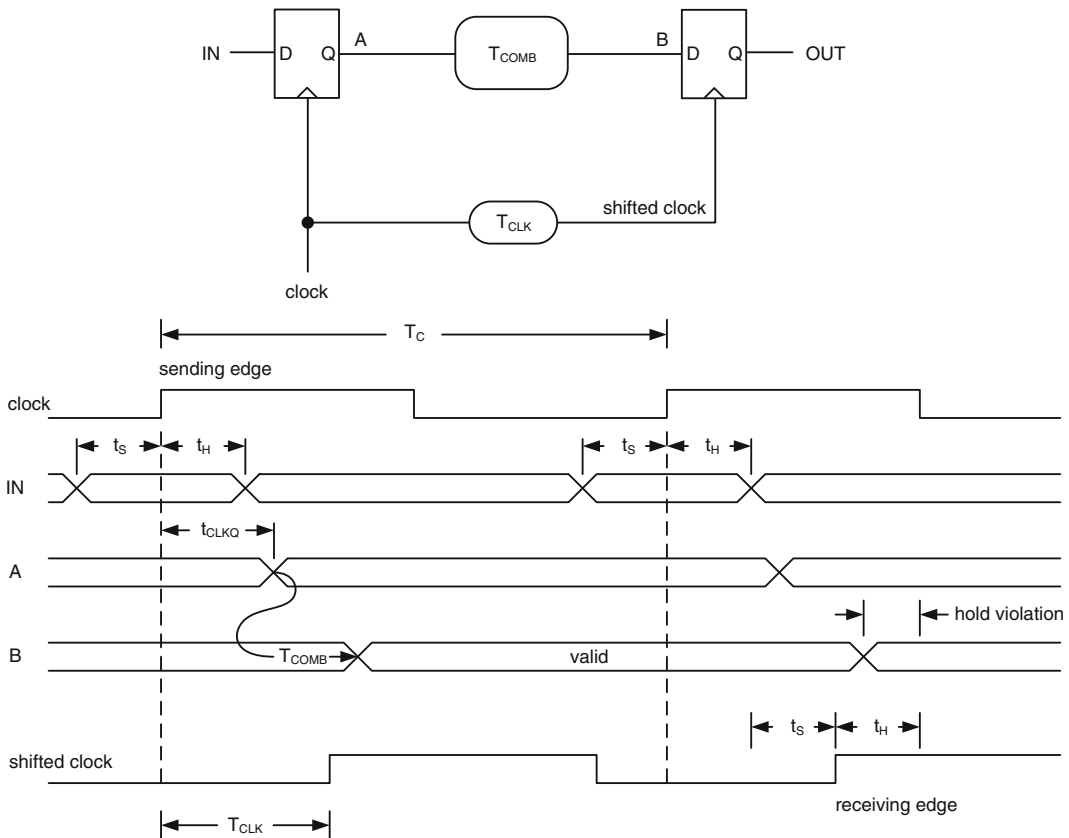 IN D Q A T_COMB B D Q OUT
T_CLK shifted clock
clock
T_C
sending edge
clock
t_S t_H t_S t_H
IN
t_CLKQ
A
hold violation
B T_COMB valid
t_S t_H
shifted clock
receiving edge
T_CLK